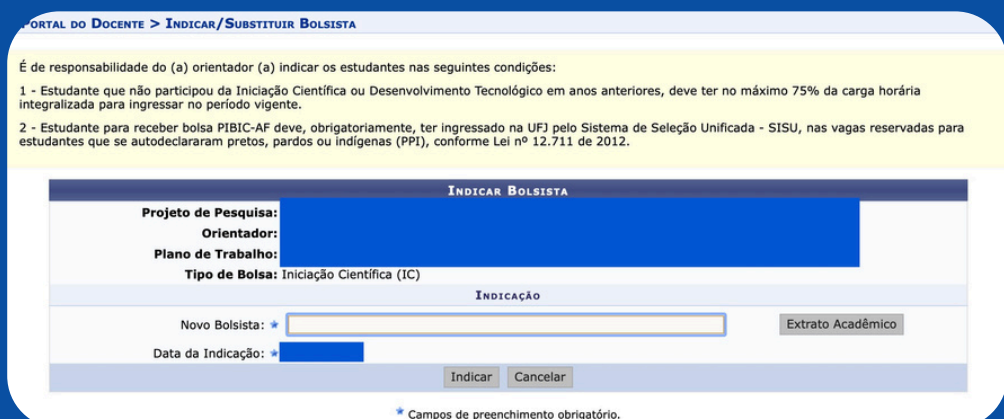 PORTAL DO DOCENTE > INDICAR/SUBSTITUIR BOLSISTA
É de responsabilidade do (a) orientador (a) indicar os estudantes nas seguintes condições:
1 - Estudante que não participou da Iniciação Científica ou Desenvolvimento Tecnológico em anos anteriores, deve ter no máximo 75% da carga horária
integralizada para ingressar no período vigente.
2 - Estudante para receber bolsa PIBIC-AF deve, obrigatoriamente, ter ingressado na UFJ pelo Sistema de Seleção Unificada - SISU, nas vagas reservadas para
estudantes que se autodeclararam pretos, pardos ou indígenas (PPI), conforme Lei nº 12.711 de 2012.
INDICAR BOLSISTA
Projeto de Pesquisa:
Orientador:
Plano de Trabalho:
Tipo de Bolsa: Iniciação Científica (IC)
INDICAÇÃO
Novo Bolsista: Extrato Acadêmico
Data da Indicação:
Indicar Cancelar
Campos de preenchimento obrigatório.